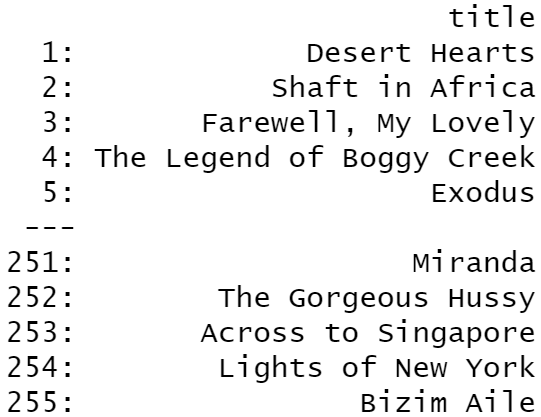 title
1: Desert Hearts
2: Shaft in Africa
3: Farewell, My Lovely
4: The Legend of Boggy Creek
5: Exodus
---
251: Miranda
252: The Gorgeous Hussy
253: Across to Singapore
254: Lights of New York
255: Bizim Aile